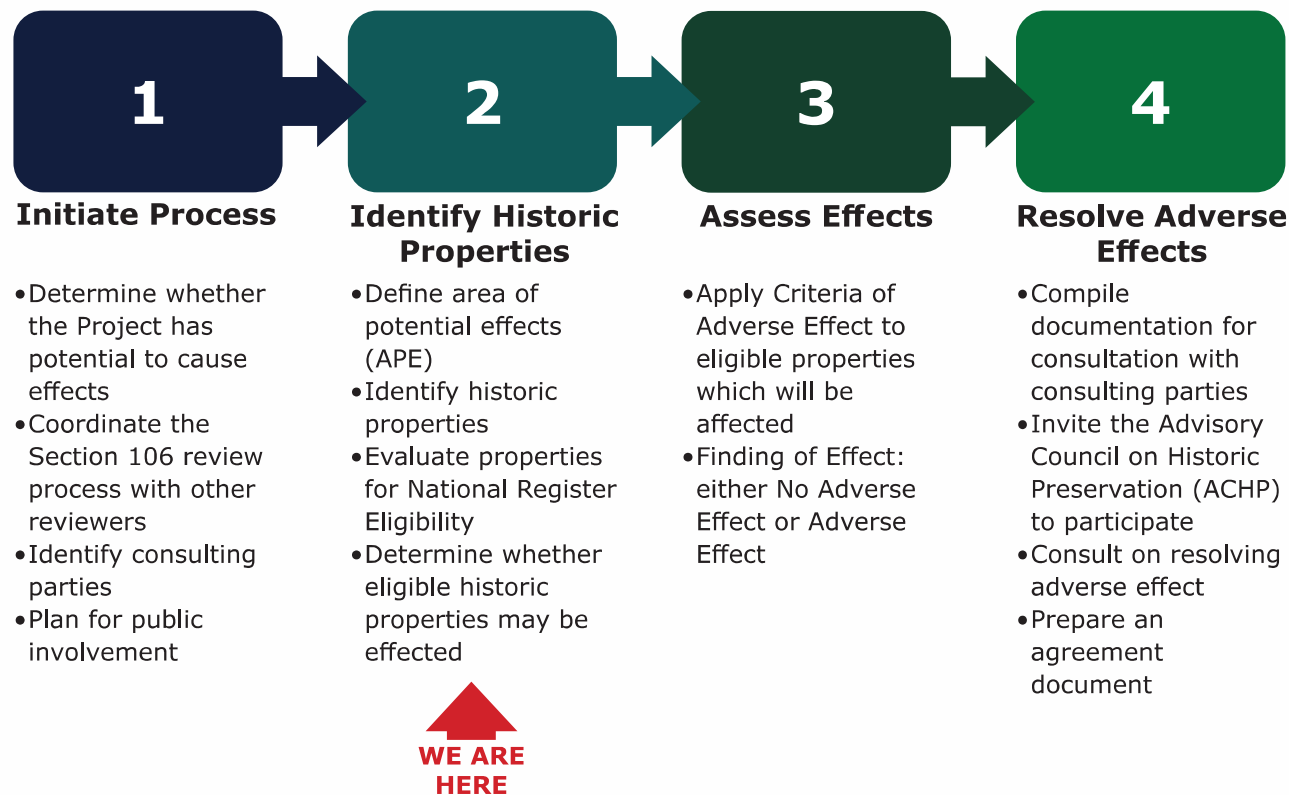 1
Initiate Process
•Determine whether
the Project has
potential to cause
effects
•Coordinate the
Section 106 review
process with other
reviewers
•Identify consulting
parties
•Plan for public
involvement
2
Identify Historic
Properties
•Define area of
potential effects
(APE)
•Identify historic
properties
•Evaluate properties
for National Register
Eligibility
•Determine whether
eligible historic
properties may be
effected
WE ARE
HERE
3
Assess Effects
•Apply Criteria of
Adverse Effect to
eligible properties
which will be
affected
•Finding of Effect:
either No Adverse
Effect or Adverse
Effect
4
Resolve Adverse
Effects
•Compile
documentation for
consultation with
consulting parties
•Invite the Advisory
Council on Historic
Preservation (ACHP)
to participate
•Consult on resolving
adverse effect
•Prepare an
agreement
document